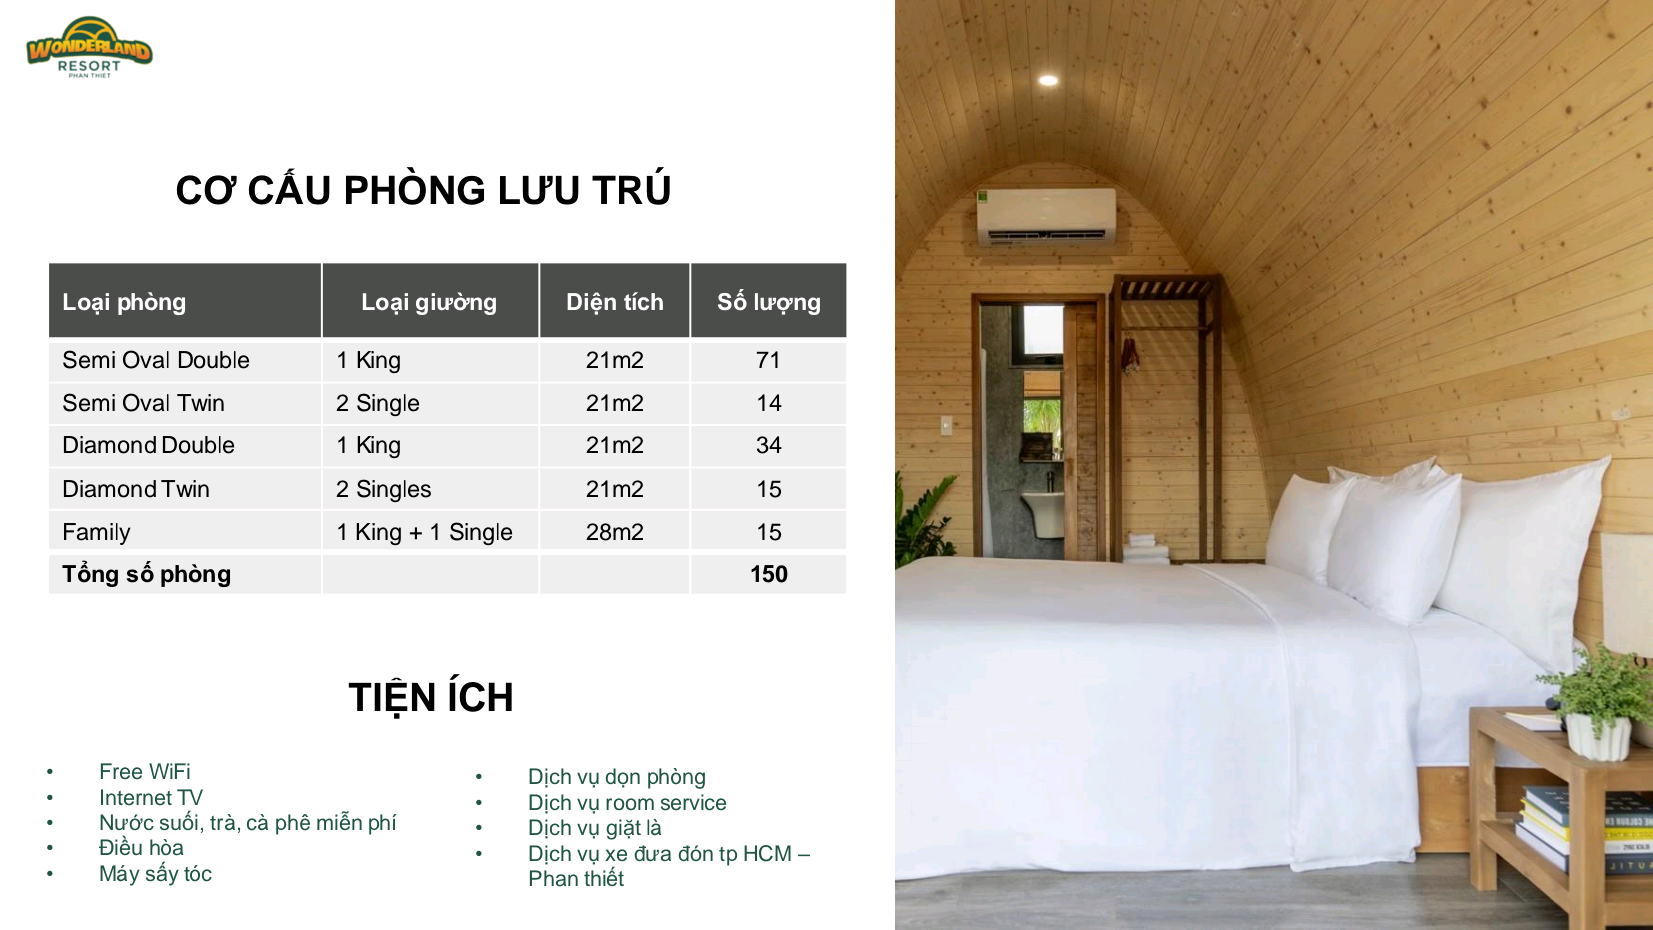 WONDERLAND
RESORT
PHAN THIET
CƠ CẤU PHÒNG LƯU TRÚ
Loại phòng Loại giường Diện tích Số lượng
Semi Oval Double 1 King 21m2 71
Semi Oval Twin 2 Single 21m2 14
Diamond Double 1 King 21m2 34
Diamond Twin 2 Singles 21m2 15
Family 1 King + 1 Single 28m2 15
Tổng số phòng 150
TIỆN ÍCH
• Free WiFi
• Internet TV
• Nước suối, trà, cà phê miễn phí
• Điều hòa
• Máy sấy tóc
• Dịch vụ dọn phòng
• Dịch vụ room service
• Dịch vụ giặt là
• Dịch vụ xe đưa đón tp HCM –
Phan thiết